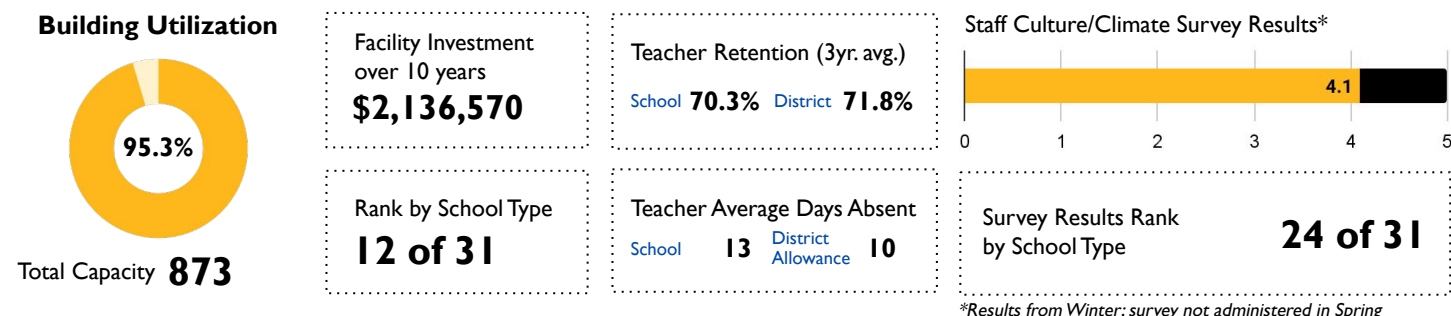 Building Utilization
95.3%
Total Capacity 873
Facility Investment
over 10 years
$2,136,570
Rank by School Type
12 of 31
Teacher Retention (3yr. avg.)
School 70.3% District 71.8%
Teacher Average Days Absent
School 13 District Allowance 10
Staff Culture/Climate Survey Results*
4.1
0 1 2 3 4 5
Survey Results Rank
by School Type
24 of 31
*Results from Winter; survey not administered in Spring